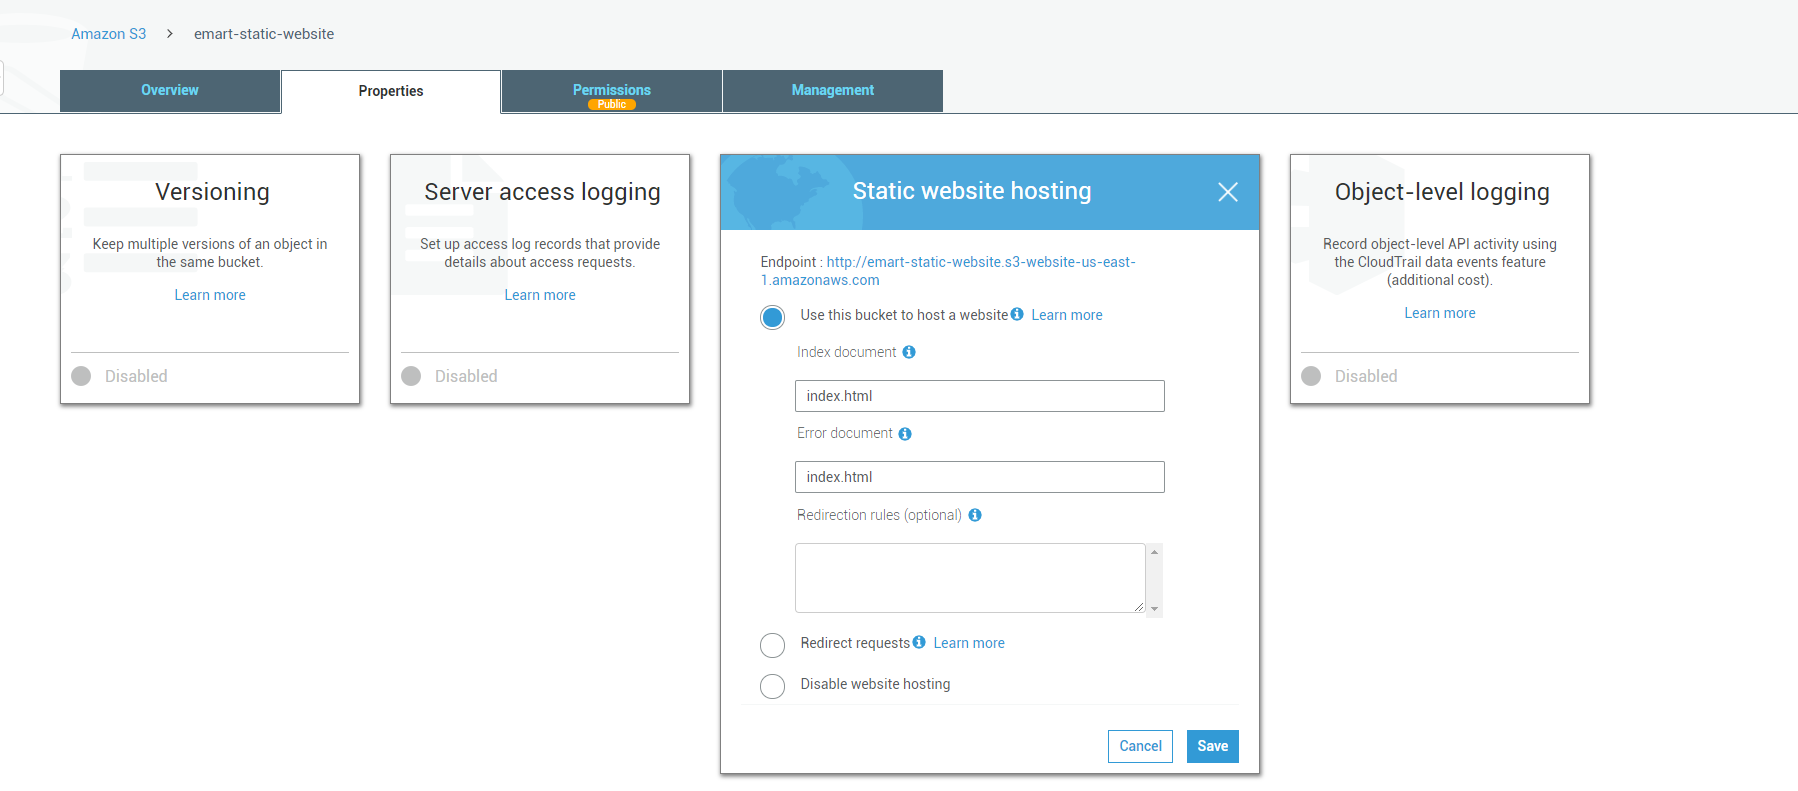 Amazon S3 > emart-static-website
Overview
Properties
Permissions
Public
Management
Versioning
Keep multiple versions of an object in
the same bucket.
Learn more
Disabled
Server access logging
Set up access log records that provide
details about access requests.
Learn more
Disabled
Static website hosting
Endpoint : http://emart-static-website.s3-website-us-east-
1.amazonaws.com
Use this bucket to host a website Learn more
Index document
index.html
Error document
index.html
Redirection rules (optional)
Redirect requests Learn more
Disable website hosting
Cancel
Save
Object-level logging
Record object-level API activity using
the CloudTrail data events feature
(additional cost).
Learn more
Disabled